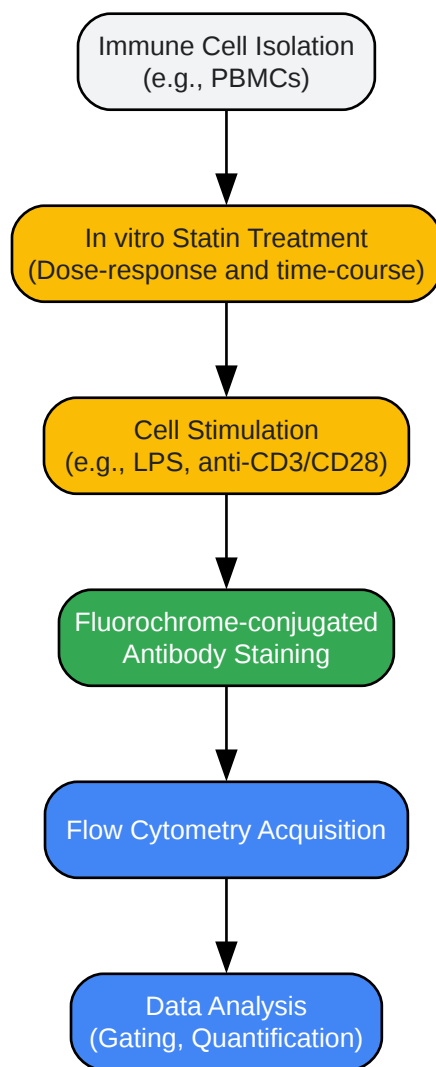 Immune Cell Isolation
(e.g., PBMCs)
In vitro Statin Treatment
(Dose-response and time-course)
Cell Stimulation
(e.g., LPS, anti-CD3/CD28)
Fluorochrome-conjugated
Antibody Staining
Flow Cytometry Acquisition
Data Analysis
(Gating, Quantification)